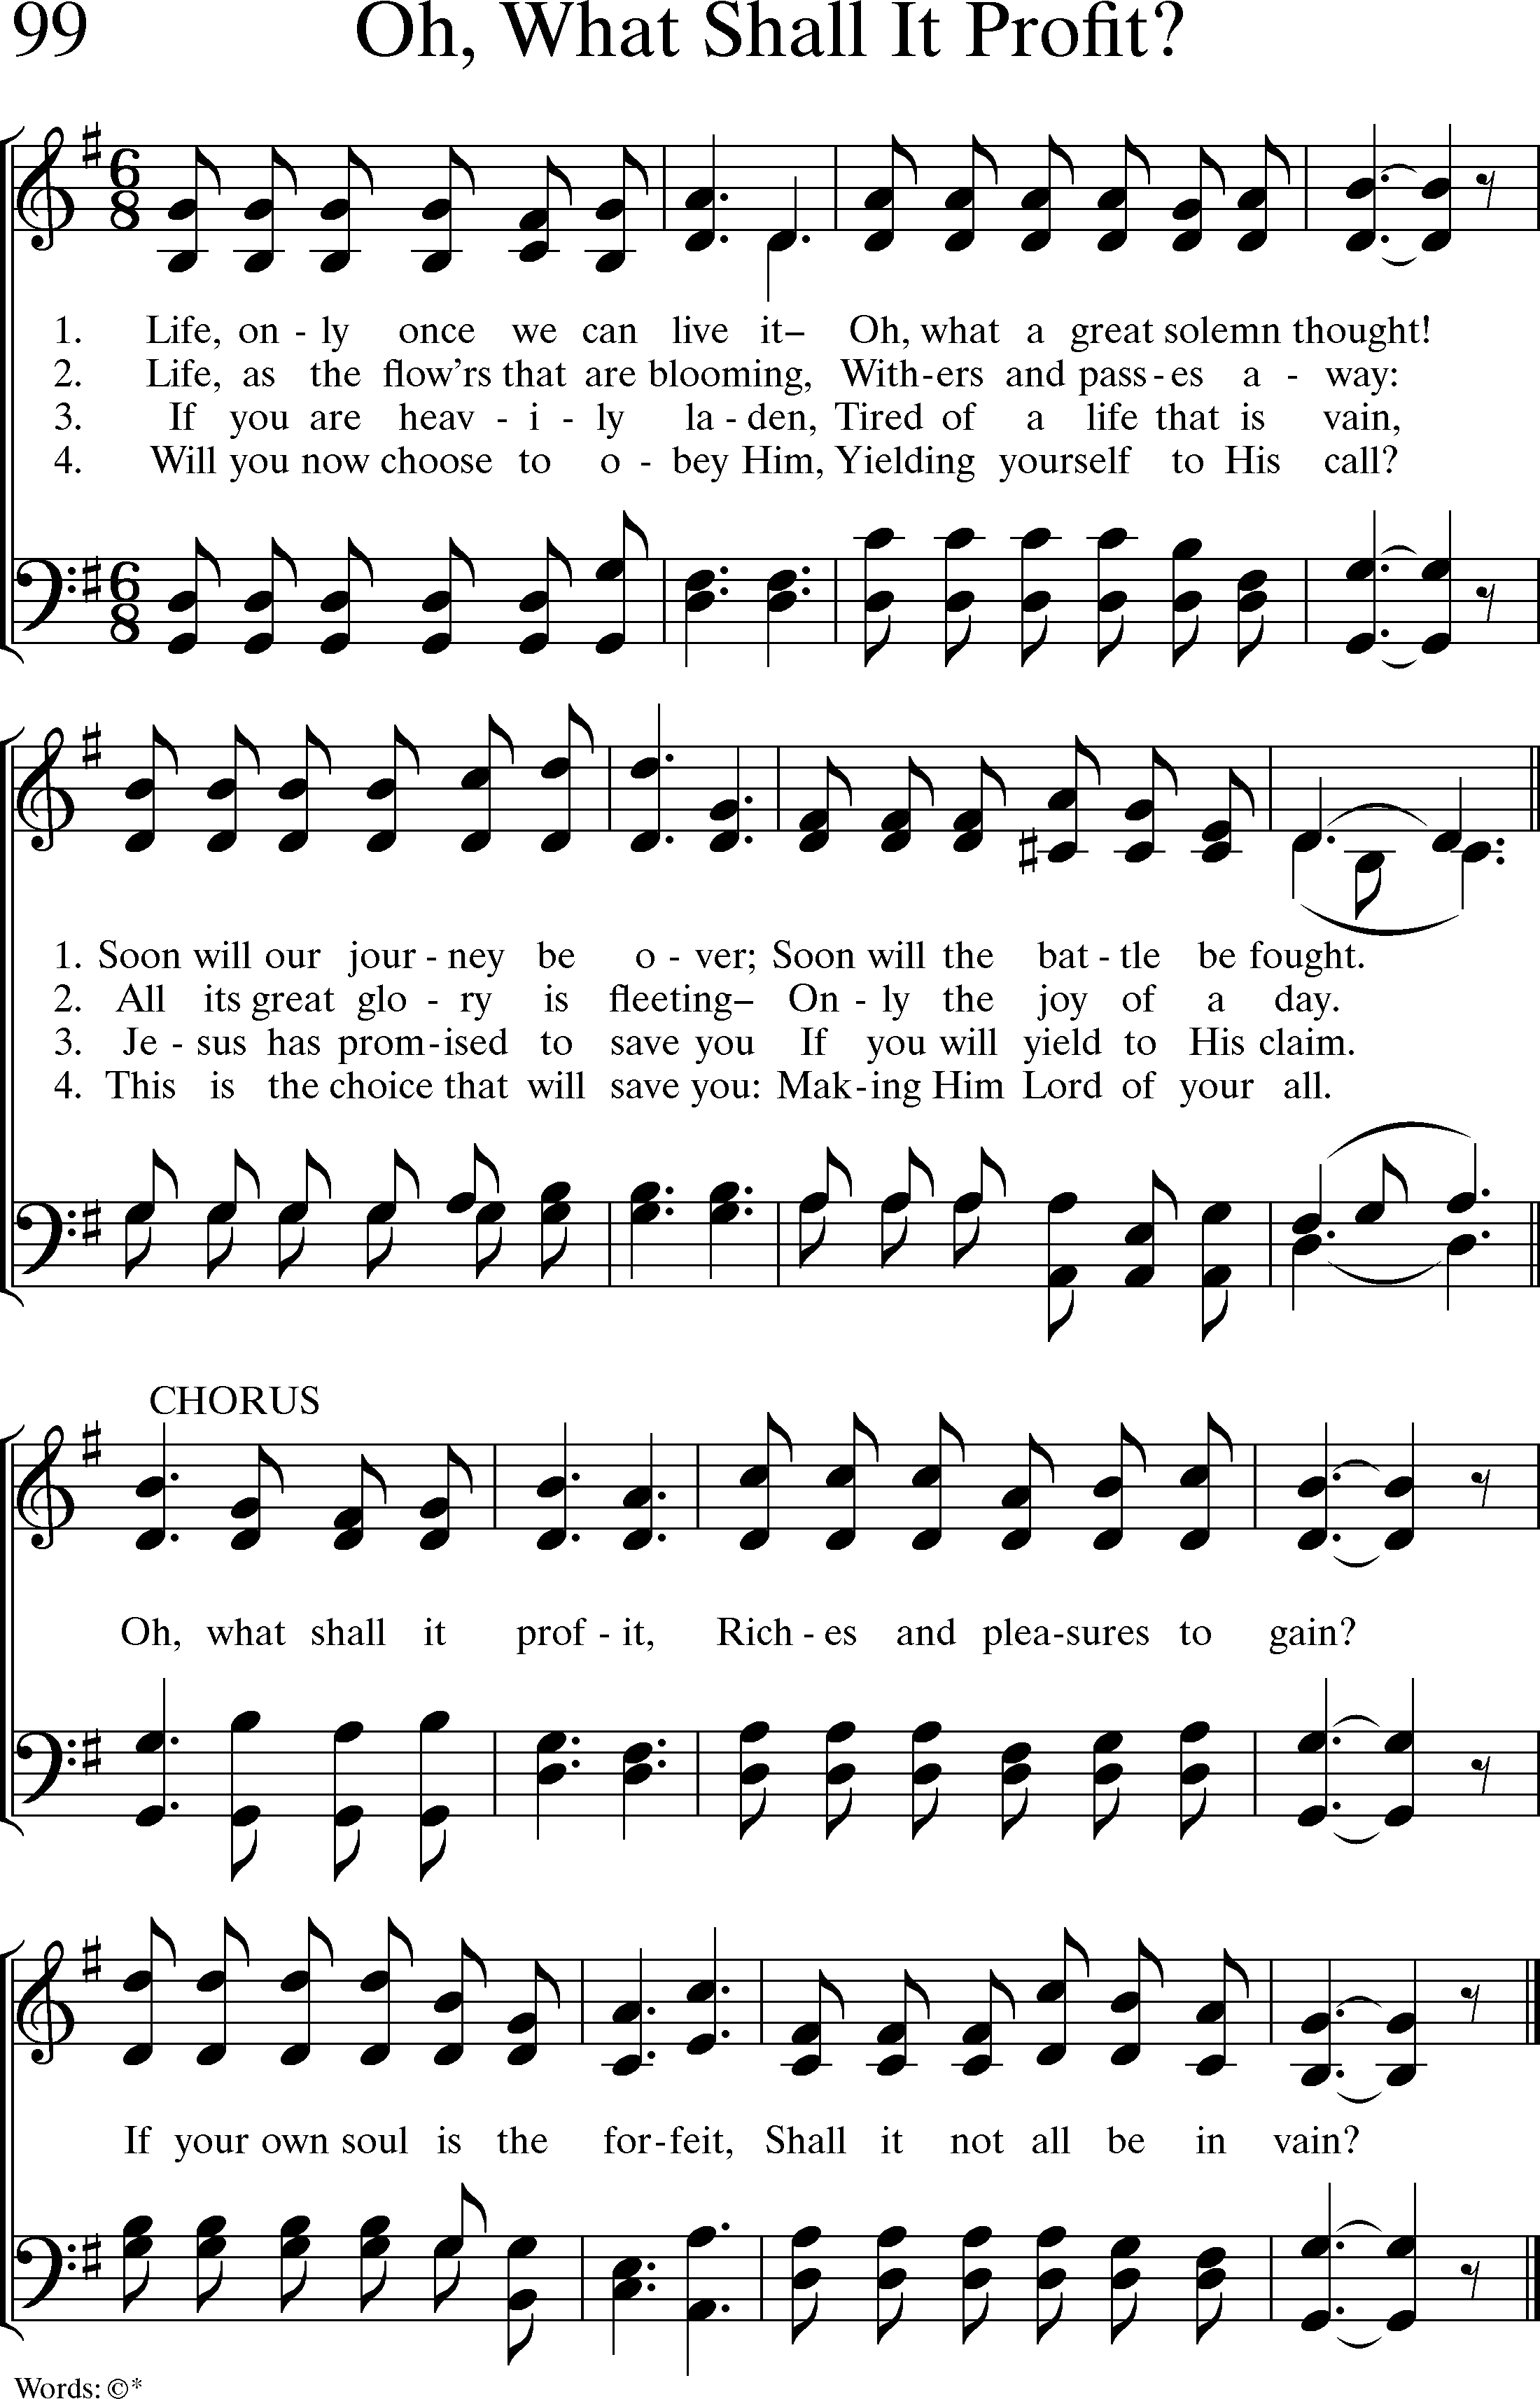 99 Oh, What Shall It Profit?
1. Life, on - ly once we can live it– Oh, what a great solemn thought!
2. Life, as the flow'rs that are blooming, With-ers and pass-es a - way:
3. If you are heav - i - ly la - den, Tired of a life that is vain,
4. Will you now choose to o - bey Him, Yielding yourself to His call?
1. Soon will our jour - ney be o - ver; Soon will the bat - tle be fought.
2. All its great glo - ry is fleeting– On - ly the joy of a day.
3. Je - sus has prom-ised to save you If you will yield to His claim.
4. This is the choice that will save you: Mak-ing Him Lord of your all.
CHORUS
Oh, what shall it prof - it, Rich - es and plea-sures to gain?
If your own soul is the for-feit, Shall it not all be in vain?
Words: ©*